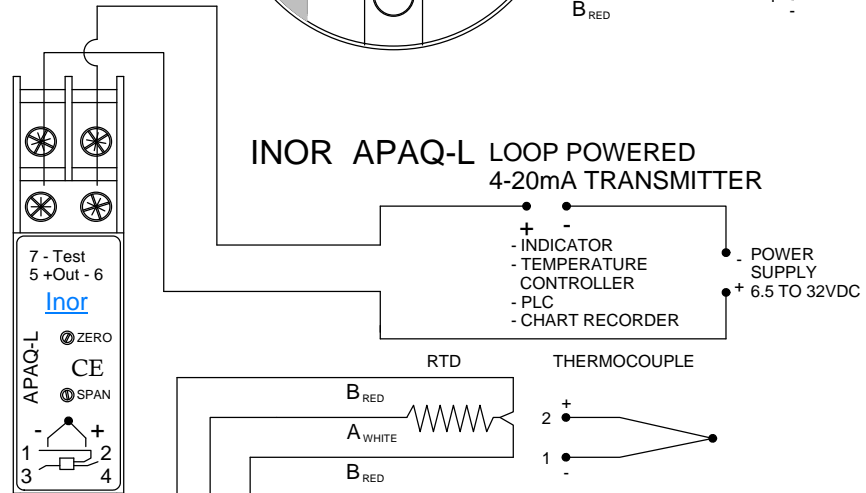 B RED
-
INOR APAQ-L LOOP POWERED
4-20mA TRANSMITTER
+ -
- INDICATOR
- TEMPERATURE
CONTROLLER
- PLC
- CHART RECORDER
- POWER
SUPPLY
+ 6.5 TO 32VDC
7 - Test
5 +Out - 6
Inor
APAQ-L
ZERO
CE
SPAN
- +
1 2
3 4
RTD
THERMOCOUPLE
B RED
A WHITE
B RED
+
2
1
-